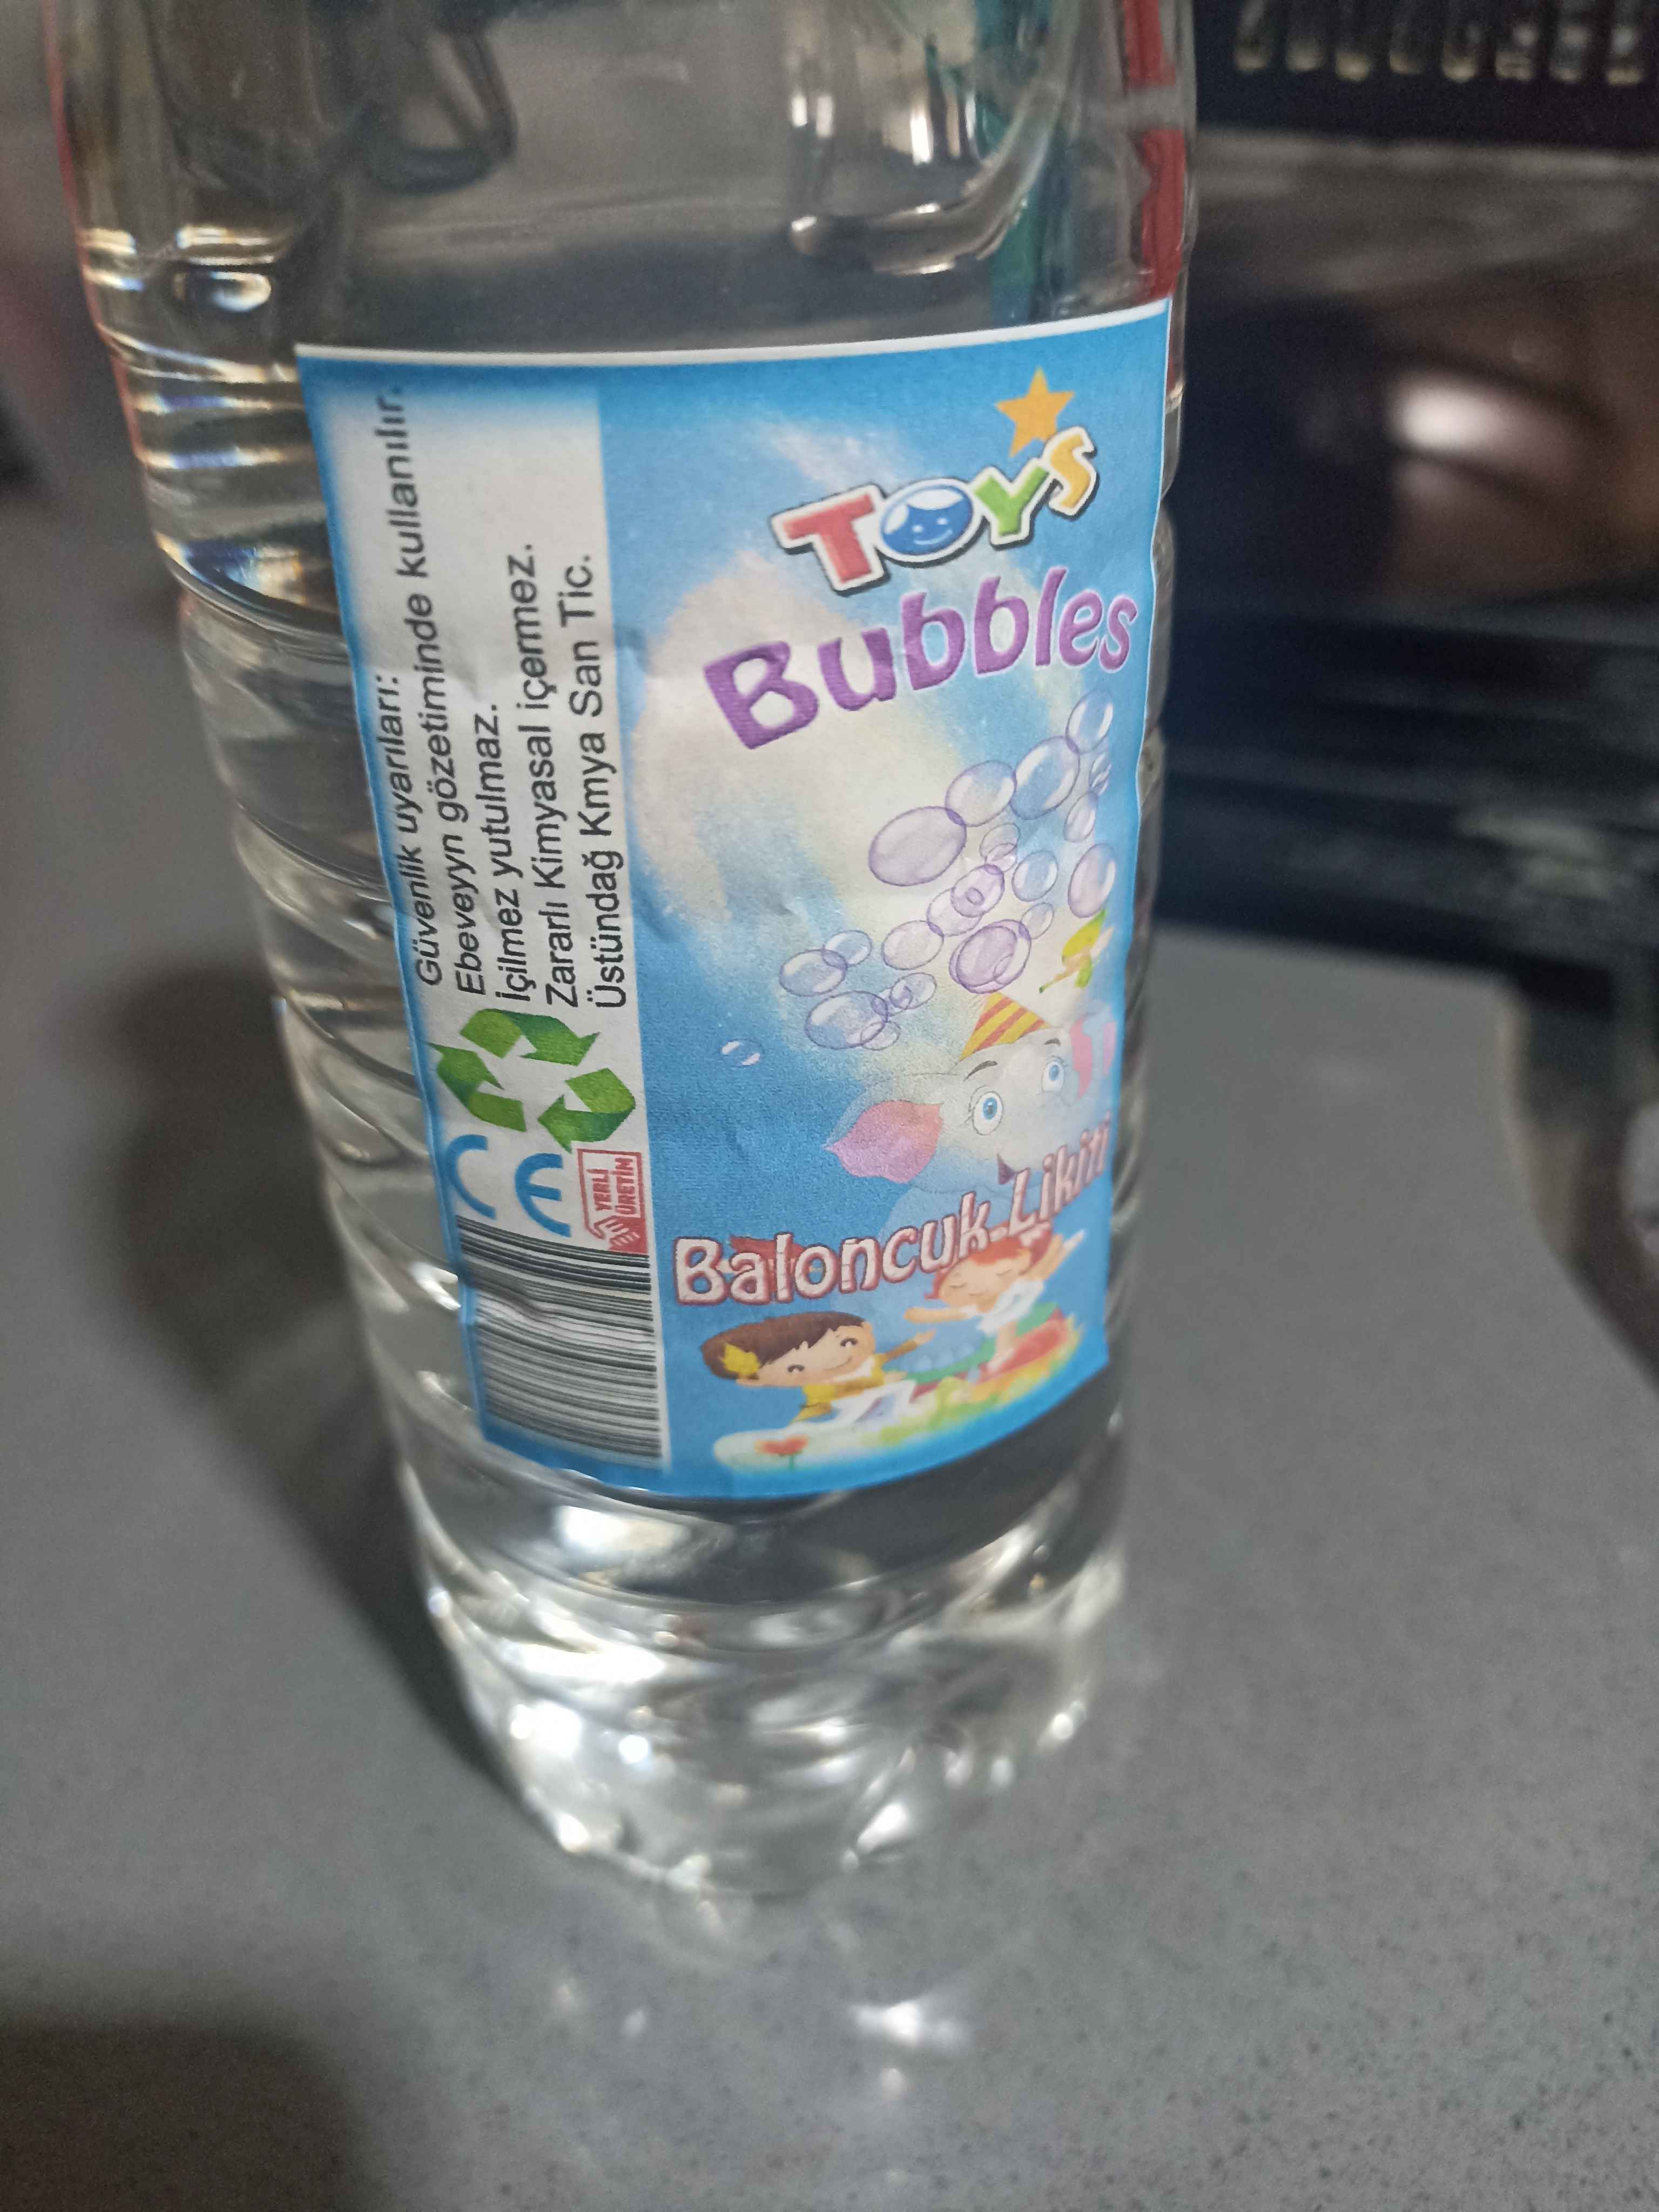 Güvenlik uyarıları:
Ebeveyyn gözetiminde kullanılır.
İçilmez yutulmaz.
Zararlı Kimyasal içermez.
Üstündağ Kmya San Tic.
CE
YERLİ
ÜRETİM
TOYS
Bubbles
Baloncuk Likiti